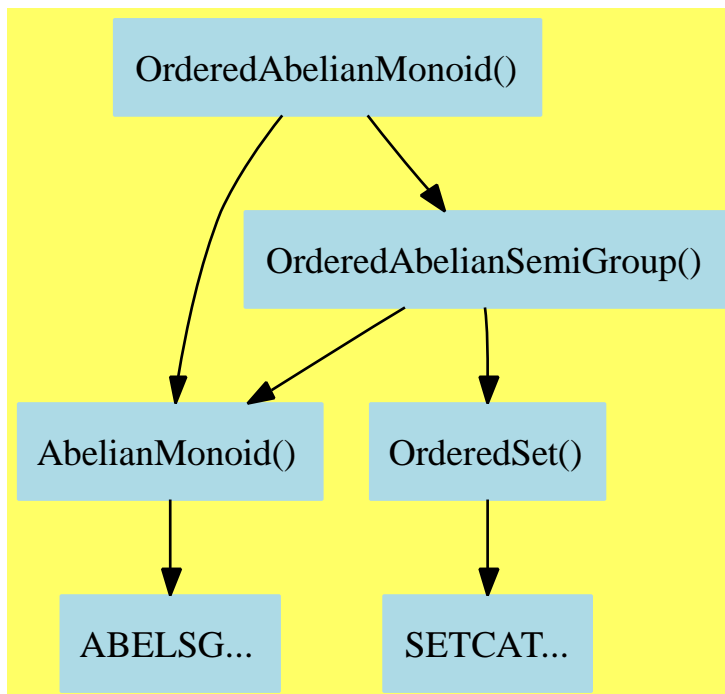 OrderedAbelianMonoid()
OrderedAbelianSemiGroup()
AbelianMonoid()
OrderedSet()
ABELSG...
SETCAT...